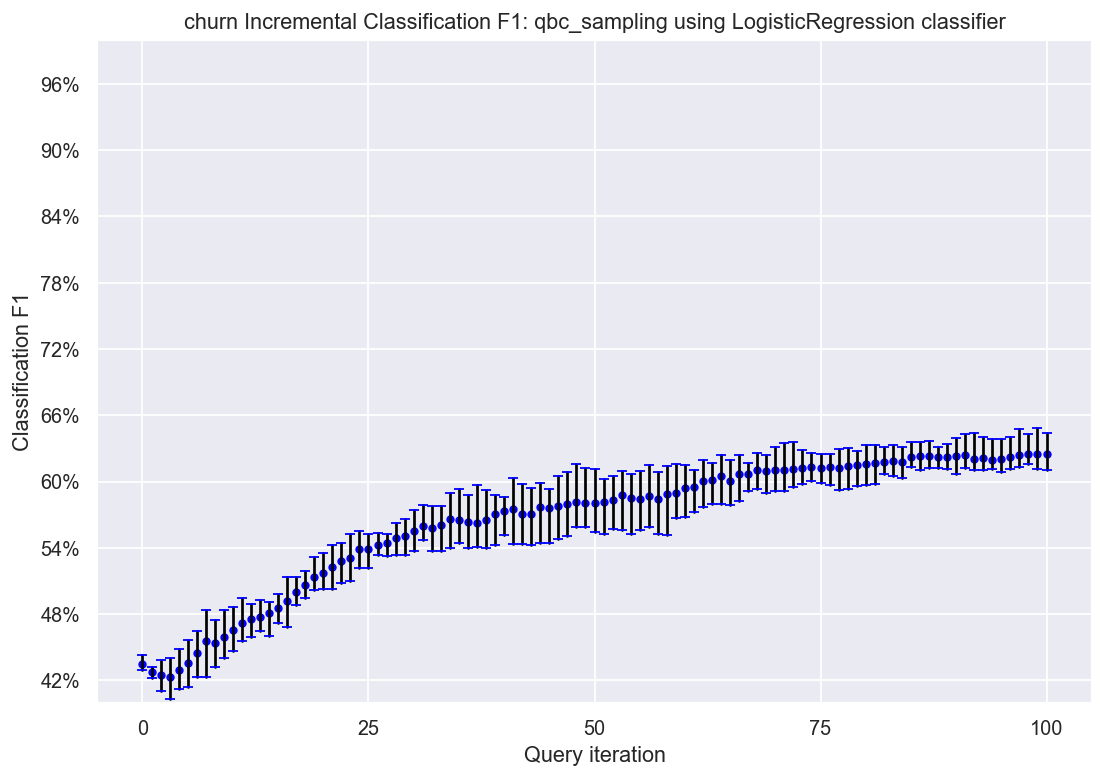 churn Incremental Classification F1: qbc_sampling using LogisticRegression classifier
96%
90%
84%
78%
72%
66%
60%
54%
48%
42%
Classification F1
0 25 50 75 100
Query iteration